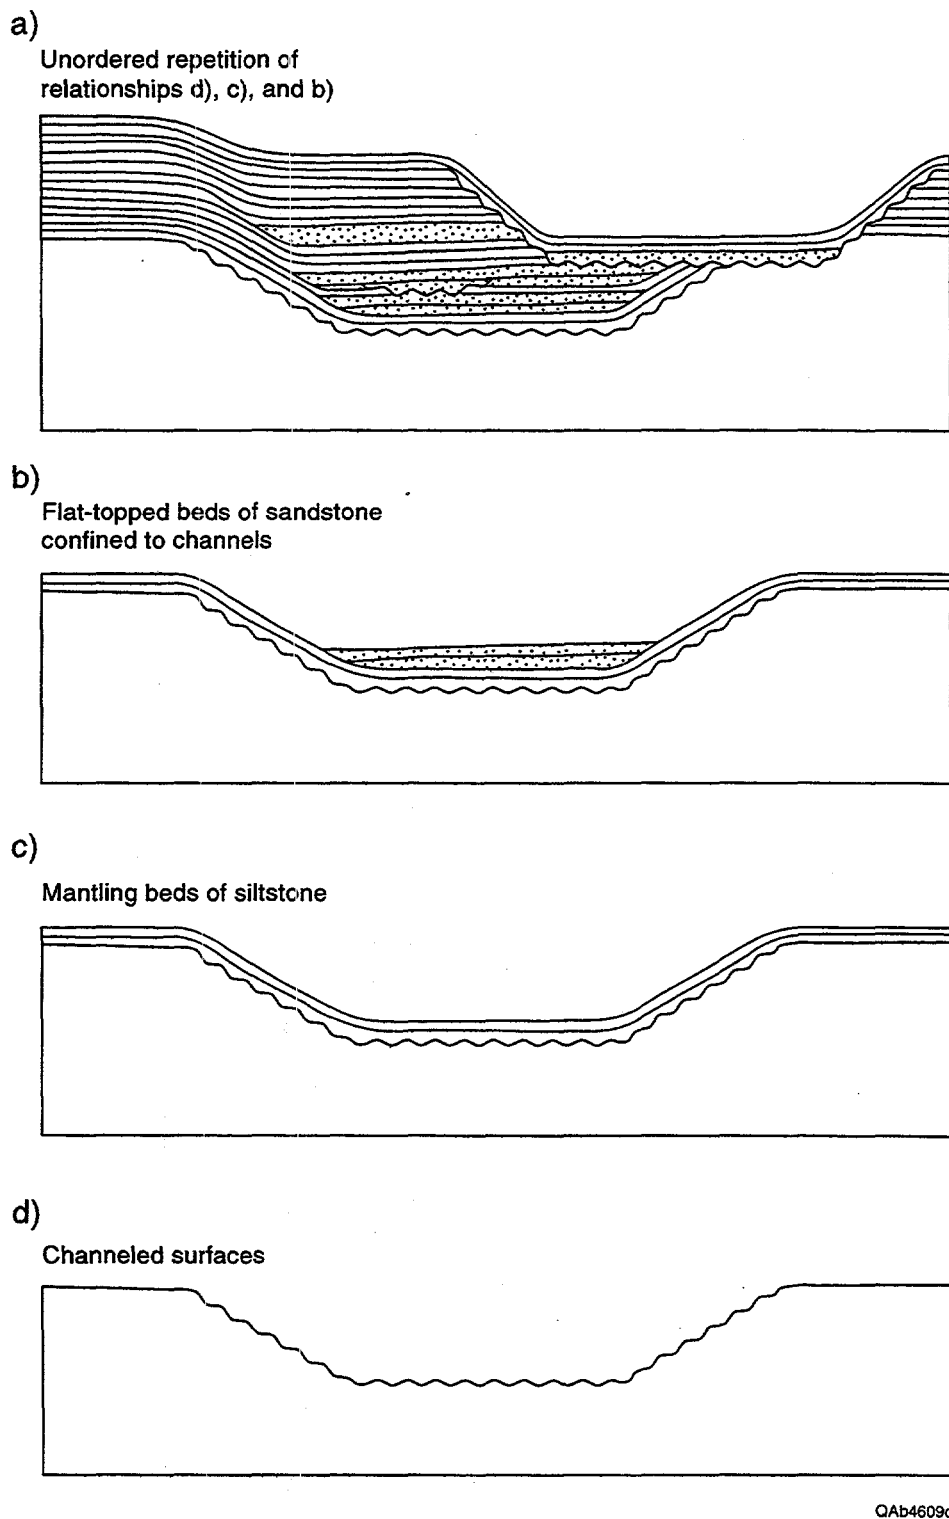 a)
Unordered repetition of
relationships d), c), and b)
b)
Flat-topped beds of sandstone
confined to channels
c)
Mantling beds of siltstone
d)
Channeled surfaces
QAb4609c